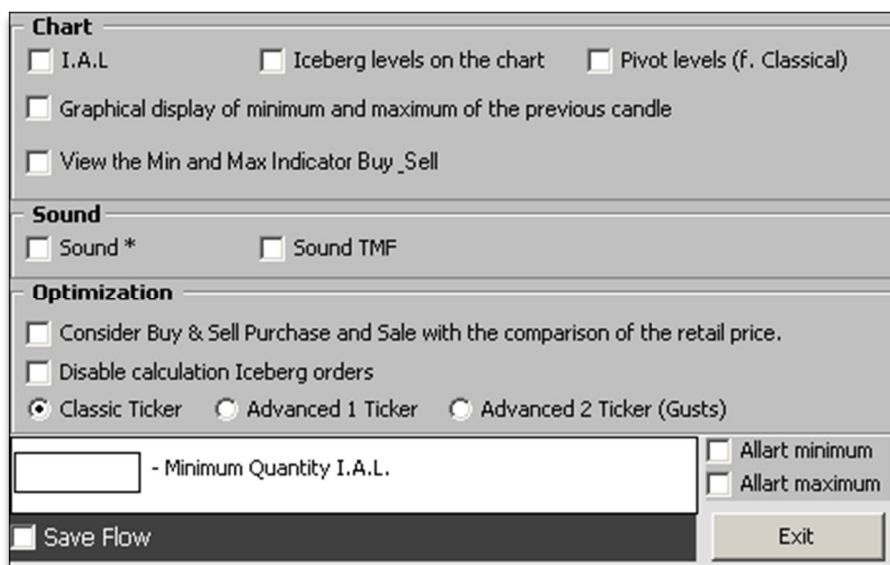 Chart
I.A.L Iceberg levels on the chart Pivot levels (f. Classical)
Graphical display of minimum and maximum of the previous candle
View the Min and Max Indicator Buy_Sell
Sound
Sound * Sound TMF
Optimization
Consider Buy & Sell Purchase and Sale with the comparison of the retail price.
Disable calculation Iceberg orders
Classic Ticker Advanced 1 Ticker Advanced 2 Ticker (Gusts)
- Minimum Quantity I.A.L.
Allart minimum
Allart maximum
Save Flow
Exit